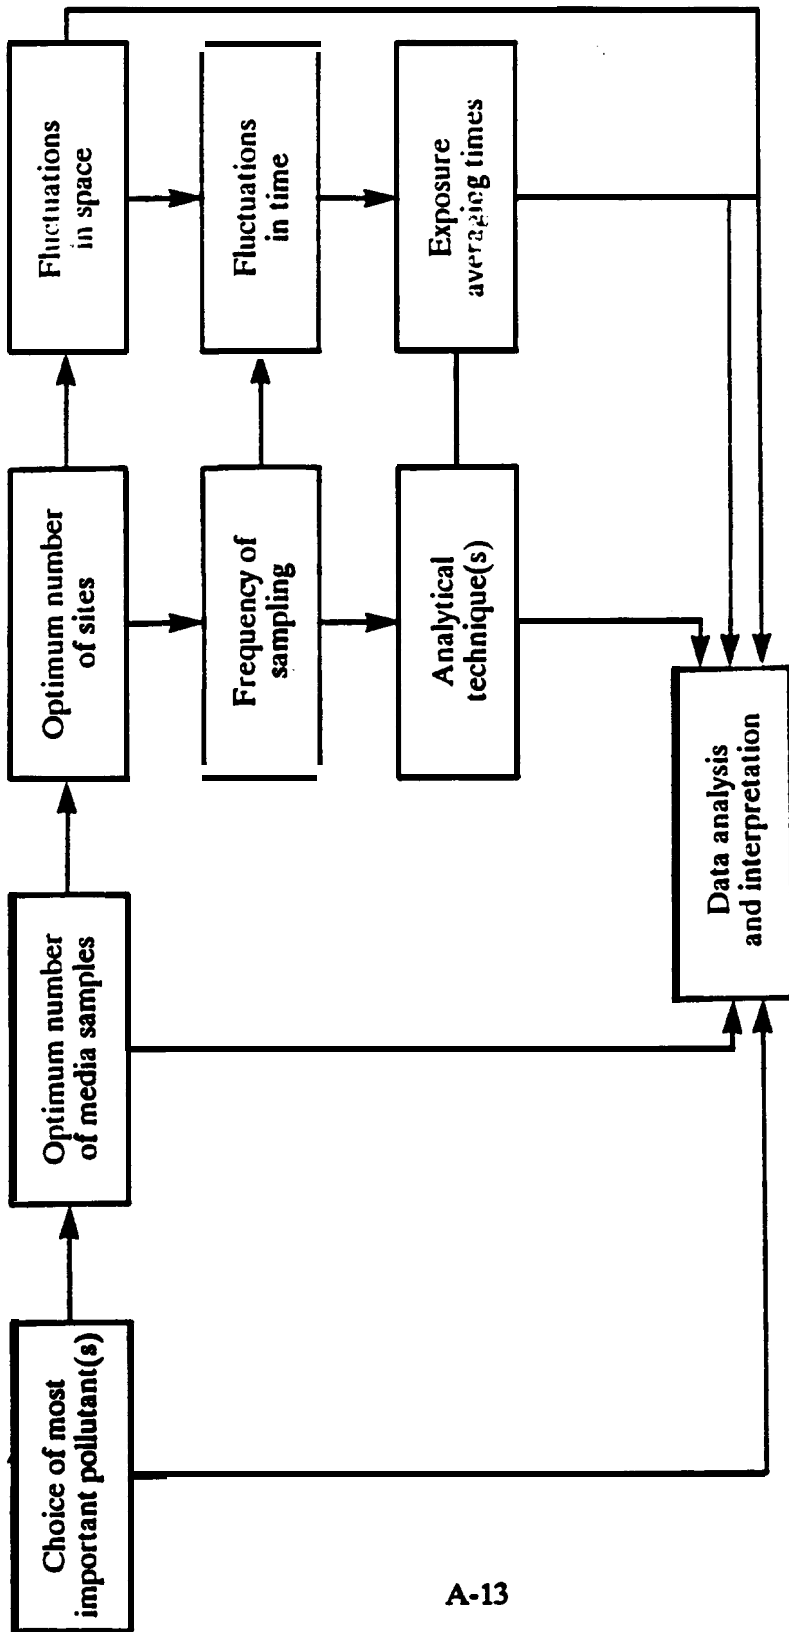 Choice of most
important pollutant(s)
Optimum number
of media samples
Optimum number
of sites
Fluctuations
in space
Frequency of
sampling
Fluctuations
in time
Analytical
technique(s)
Exposure
averaging times
Data analysis
and interpretation
A-13